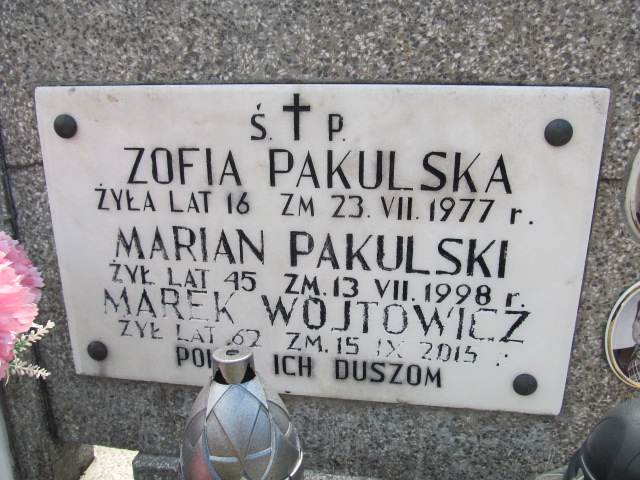 Ś. P.
ZOFIA PAKULSKA
ŻYŁA LAT 16 ZM 23. VII. 1977 r.
MARIAN PAKULSKI
ŻYŁ LAT 45 ZM. 13 VII. 1998 r.
MAREK WÓJTOWICZ
ŻYŁ LAT 62 ZM. 15 IX 2015 r
ICH DUSZOM